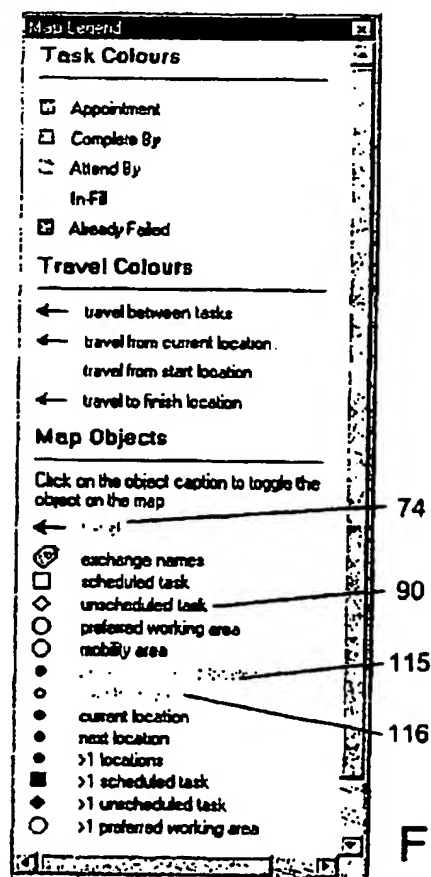 Map Legend
Task Colours
Appointment
Complete By
Attend By
In-Fill
Already Failed
Travel Colours
travel between tasks
travel from current location
travel from start location
travel to finish location
Map Objects
Click on the object caption to toggle the
object on the map
74
exchange names
scheduled task
unscheduled task
90
preferred working area
mobility area
115
116
current location
next location
>1 locations
>1 scheduled task
>1 unscheduled task
>1 preferred working area
F